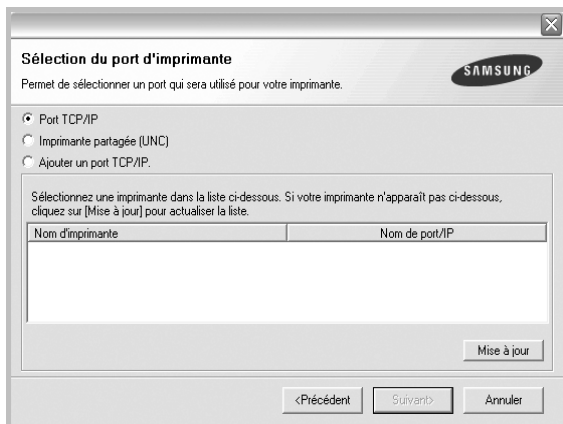 Sélection du port d'imprimante
Permet de sélectionner un port qui sera utilisé pour votre imprimante.
SAMSUNG
Port TCP/IP
Imprimante partagée (UNC)
Ajouter un port TCP/IP.
Sélectionnez une imprimante dans la liste ci-dessous. Si votre imprimante n'apparaît pas ci-dessous,
cliquez sur [Mise à jour] pour actualiser la liste.
Nom d'imprimante Nom de port/IP
Mise à jour
<Précédent Suivant> Annuler